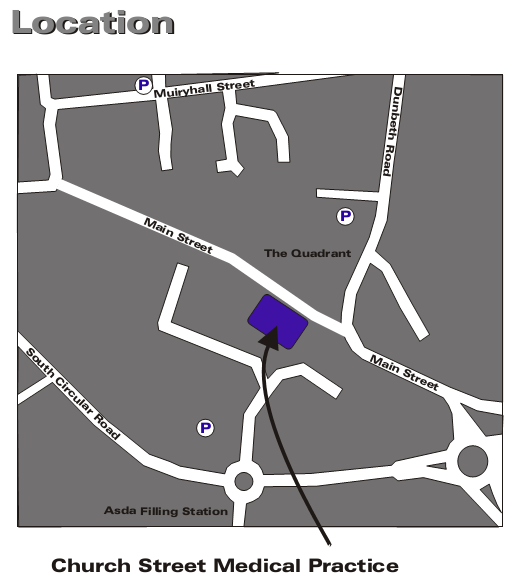 Location
P
Muiryhall Street
Dunbeth Road
P
Main Street
The Quadrant
South Circular Road
Main Street
P
Asda Filling Station
Church Street Medical Practice